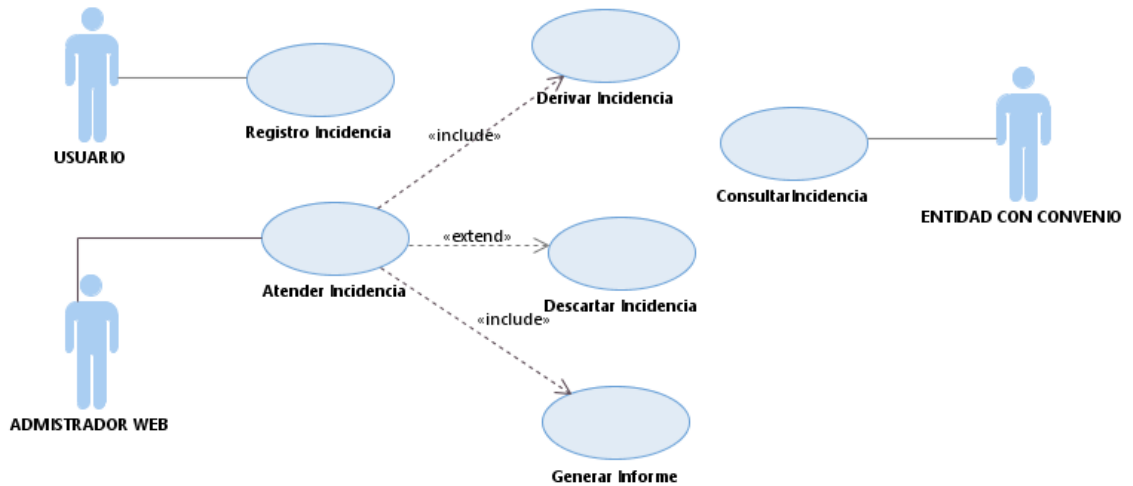 Derivar Incidencia
Registro Incidencia
«include»
USUARIO
ConsultarIncidencia
ENTIDAD CON CONVENIO
«extend»
Atender Incidencia
Descartar Incidencia
«include»
ADMISTRADOR WEB
Generar Informe